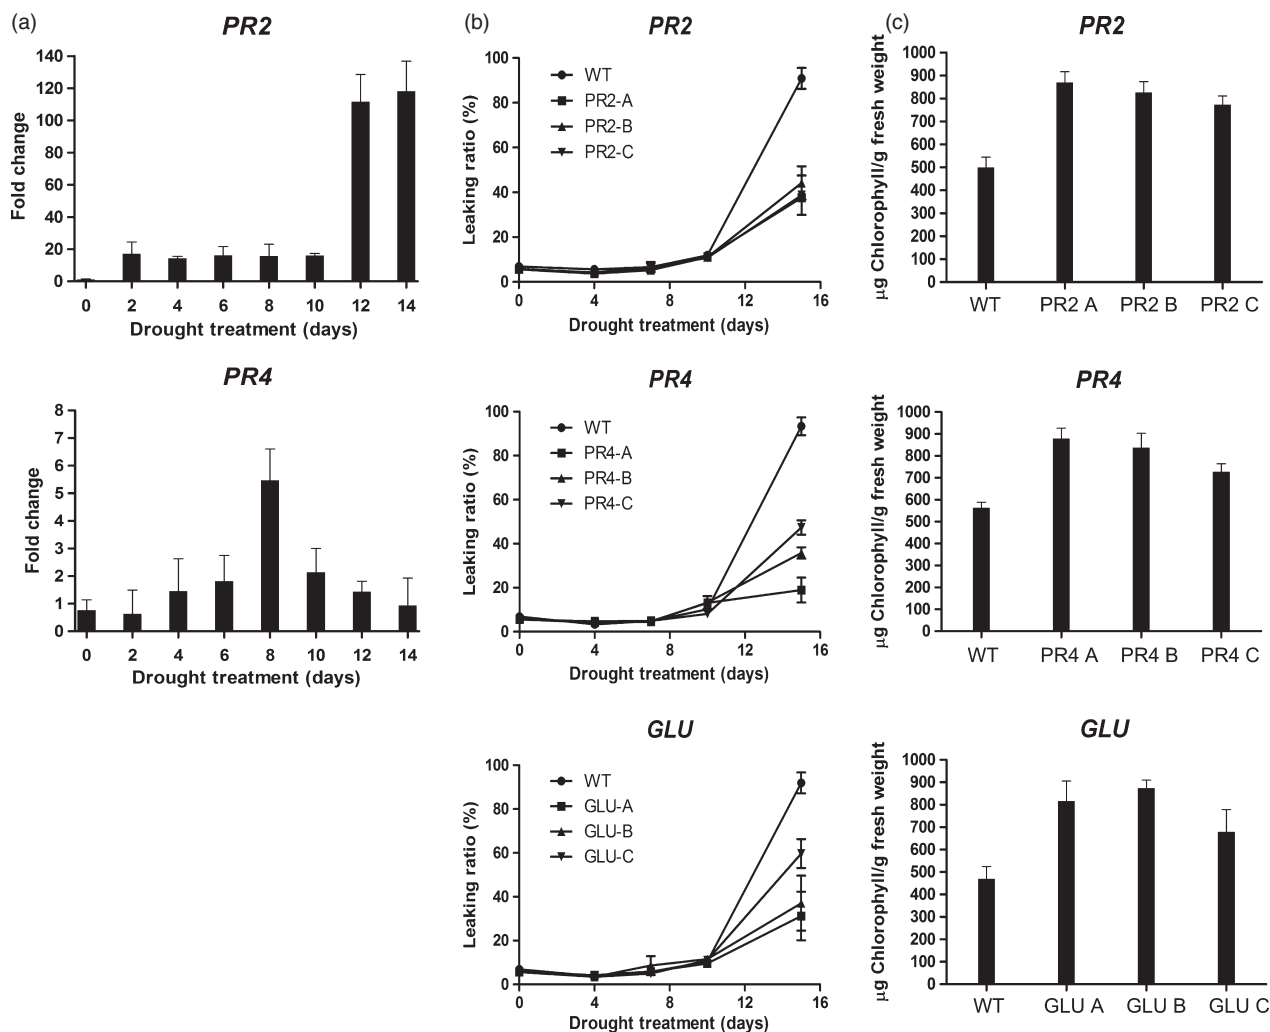 (a)
PR2
140
120
100
80
60
40
20
0
Fold change
0 2 4 6 8 10 12 14
Drought treatment (days)
(b)
PR2
100
80
60
40
20
0
Leaking ratio (%)
WT
PR2-A
PR2-B
PR2-C
0 4 8 12 16
Drought treatment (days)
(c)
PR2
1000
900
800
700
600
500
400
300
200
100
0
µg Chlorophyll/g fresh weight
WT PR2 A PR2 B PR2 C
PR4
8
7
6
5
4
3
2
1
0
Fold change
0 2 4 6 8 10 12 14
Drought treatment (days)
PR4
100
80
60
40
20
0
Leaking ratio (%)
WT
PR4-A
PR4-B
PR4-C
0 4 8 12 16
Drought treatment (days)
PR4
1000
900
800
700
600
500
400
300
200
100
0
µg Chlorophyll/g fresh weight
WT PR4 A PR4 B PR4 C
GLU
100
80
60
40
20
0
Leaking ratio (%)
WT
GLU-A
GLU-B
GLU-C
0 4 8 12 16
Drought treatment (days)
GLU
1000
900
800
700
600
500
400
300
200
100
0
µg Chlorophyll/g fresh weight
WT GLU A GLU B GLU C